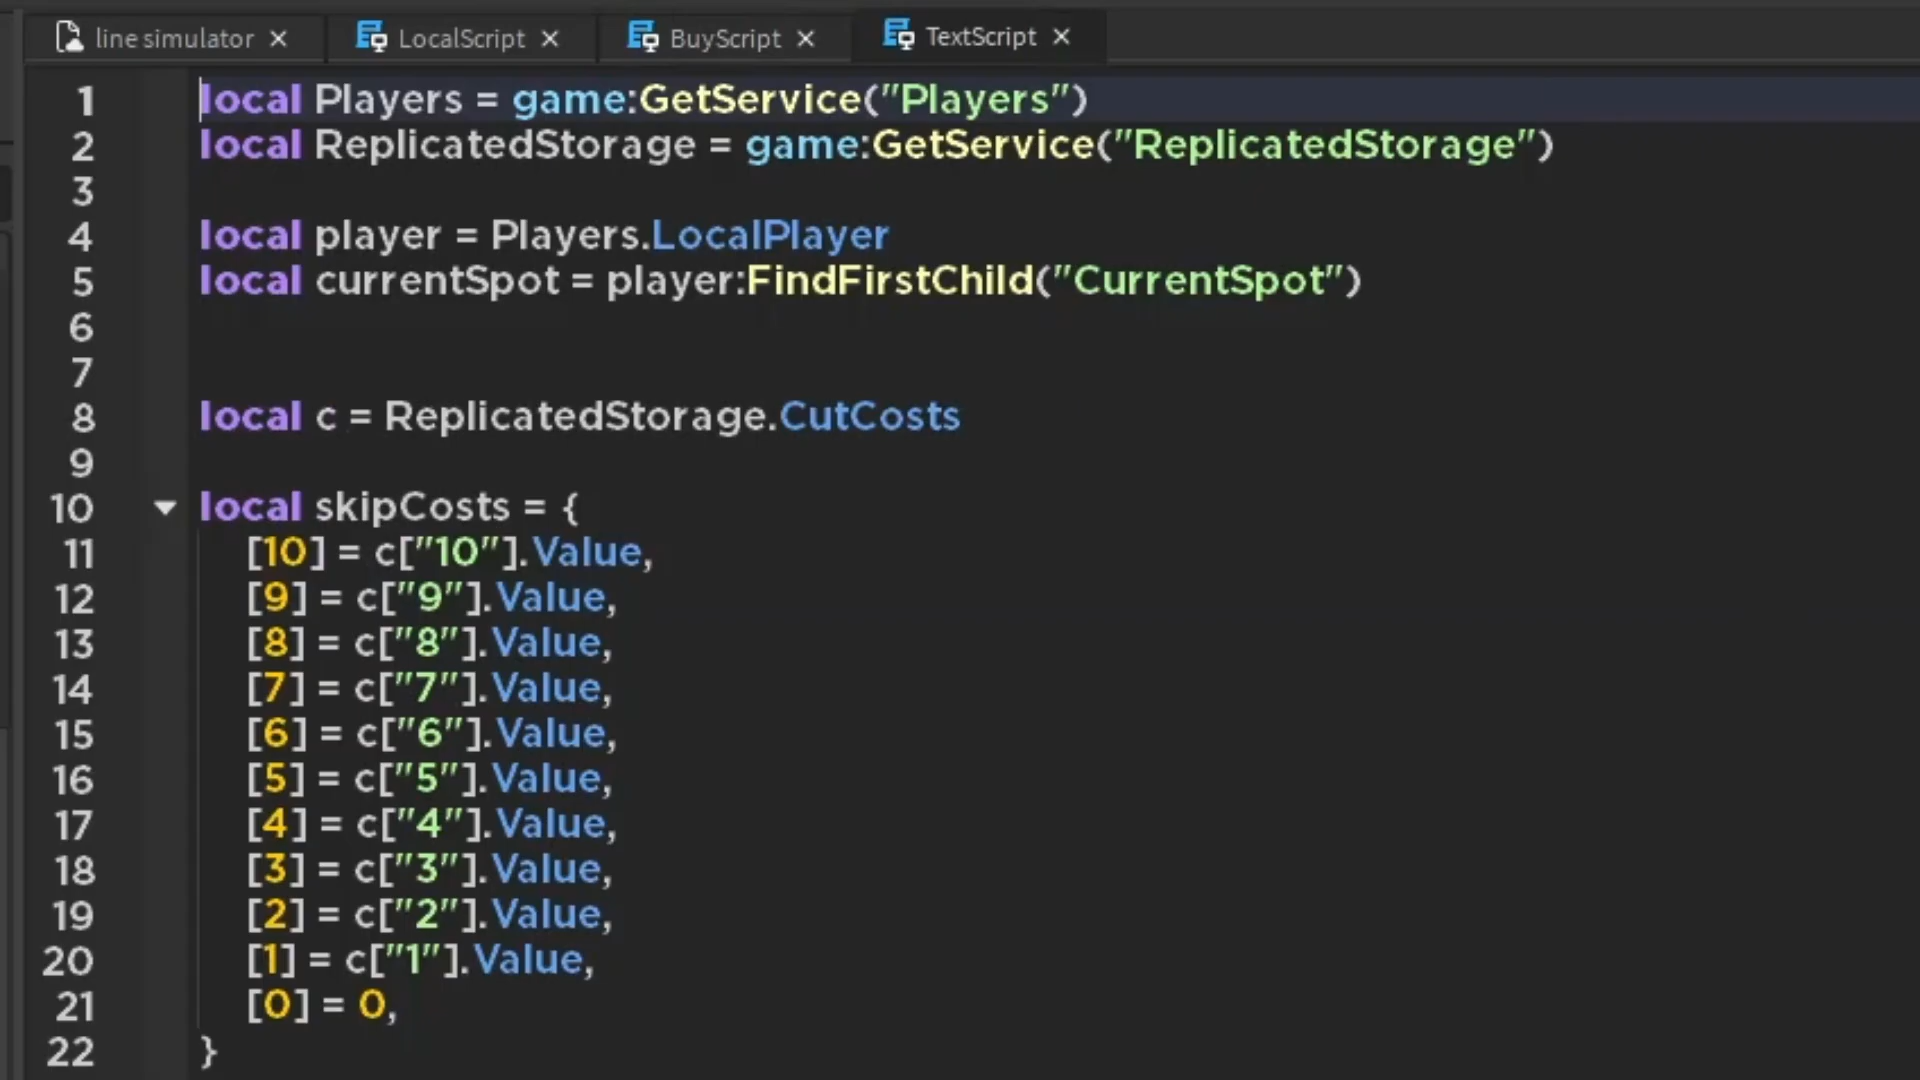 line simulator LocalScript BuyScript TextScript
1 local Players = game:GetService("Players")
2 local ReplicatedStorage = game:GetService("ReplicatedStorage")
3
4 local player = Players.LocalPlayer
5 local currentSpot = player:FindFirstChild("CurrentSpot")
6
7
8 local c = ReplicatedStorage.CutCosts
9
10 local skipCosts = {
11 [10] = c["10"].Value,
12 [9] = c["9"].Value,
13 [8] = c["8"].Value,
14 [7] = c["7"].Value,
15 [6] = c["6"].Value,
16 [5] = c["5"].Value,
17 [4] = c["4"].Value,
18 [3] = c["3"].Value,
19 [2] = c["2"].Value,
20 [1] = c["1"].Value,
21 [0] = 0,
22 }